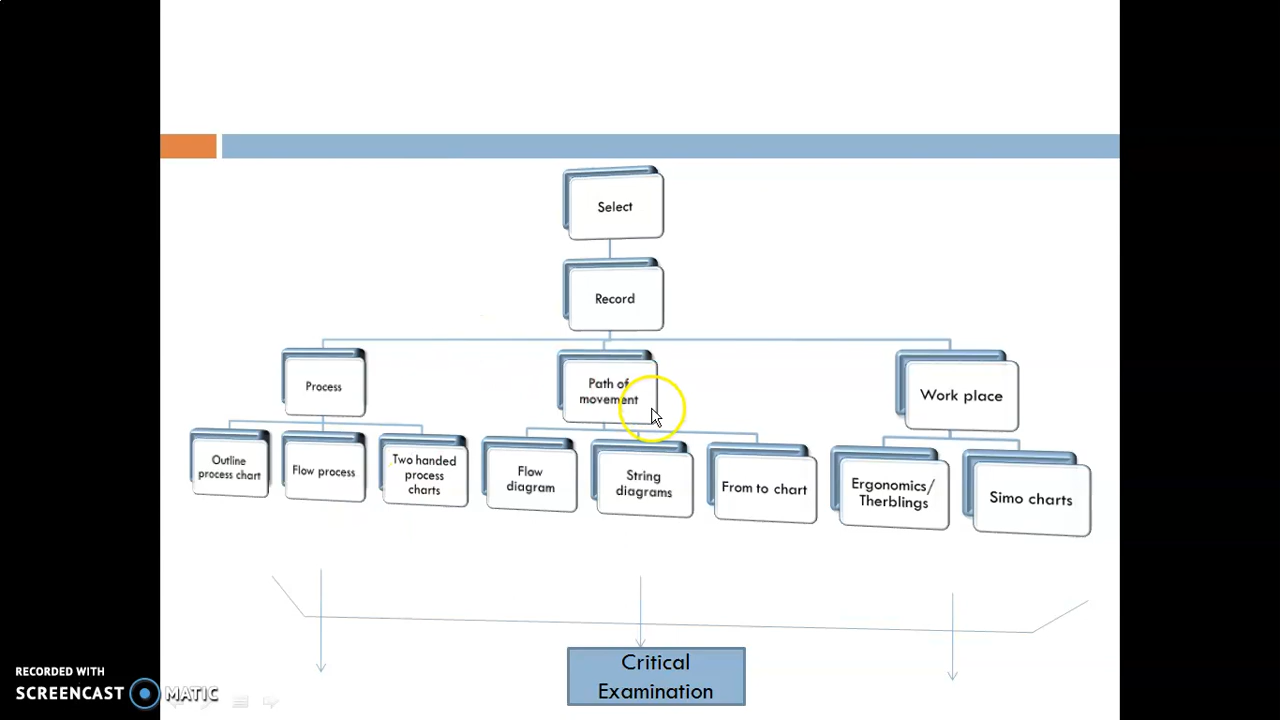 Select
Record
Process
Path of
movement
Work place
Outline
process chart
Flow process
Two handed
process
charts
Flow
diagram
String
diagrams
From to chart
Ergonomics/
Therblings
Simo charts
Critical
Examination
RECORDED WITH
SCREENCAST MATIC